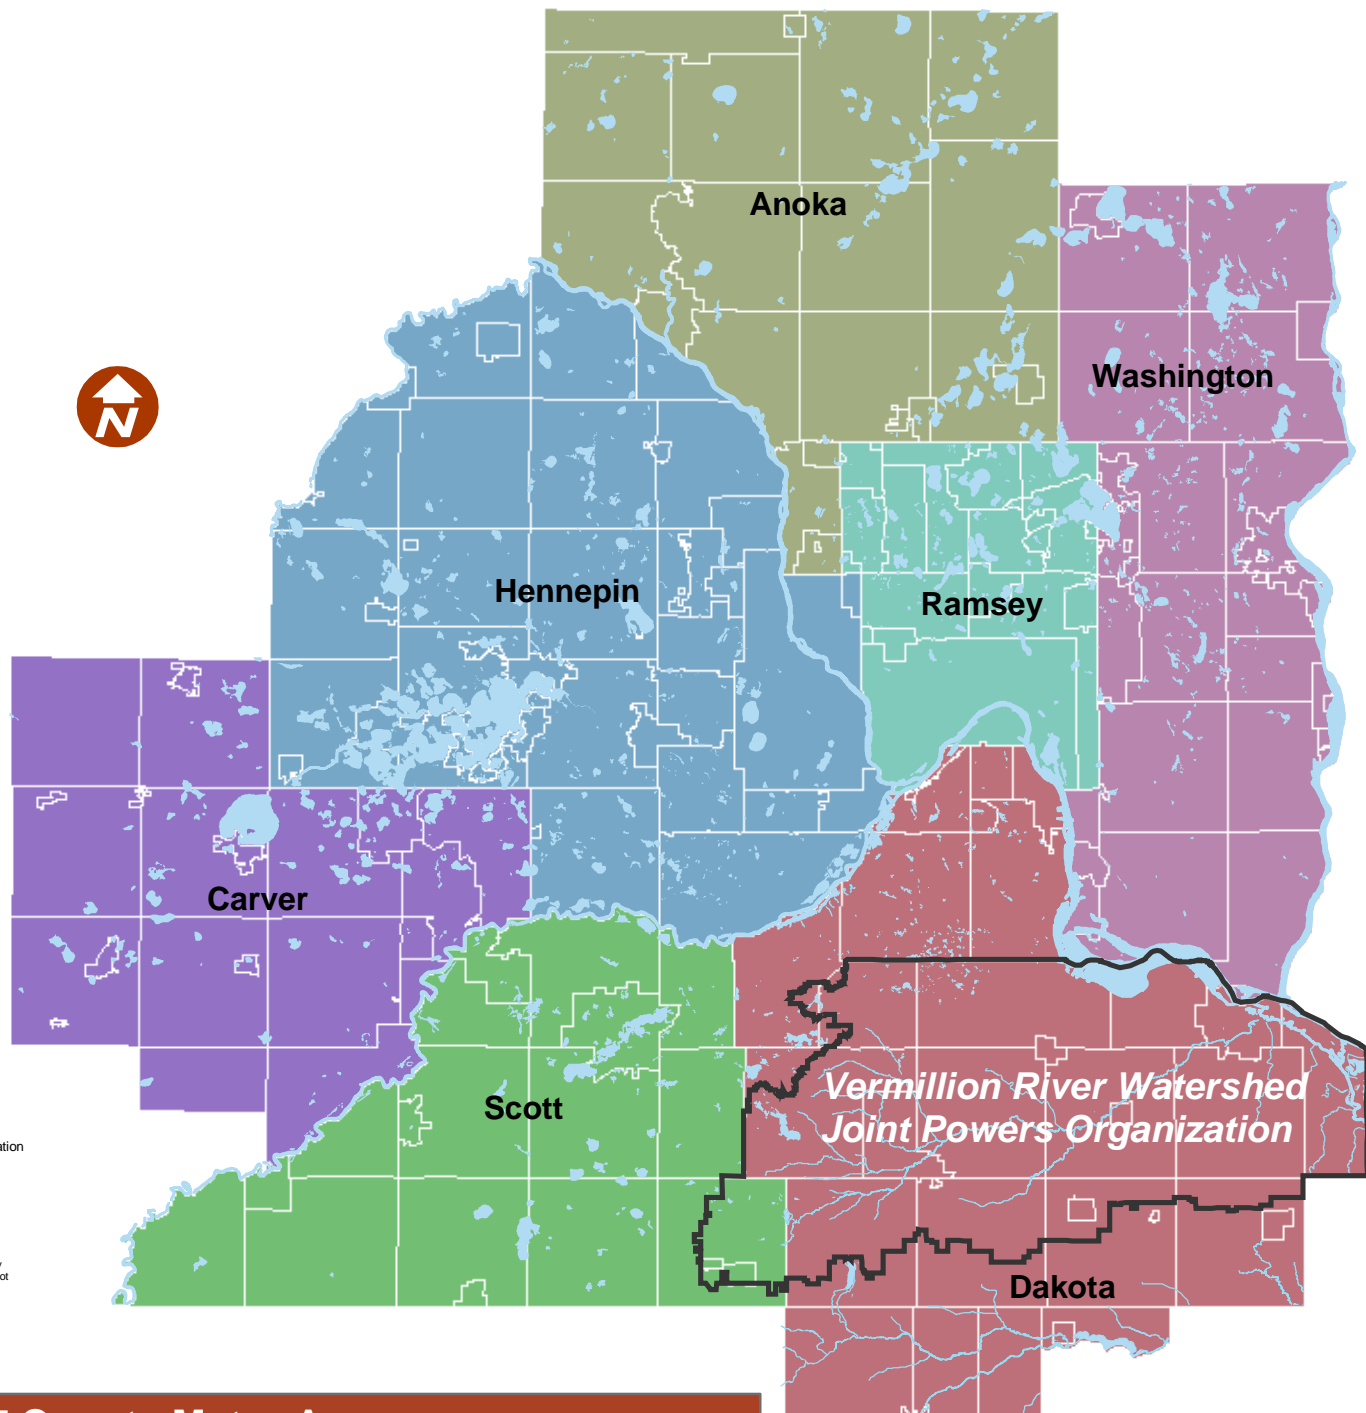 Anoka
Washington
N
Hennepin
Ramsey
Carver
Vermillion River Watershed
Joint Powers Organization
Scott
Dakota